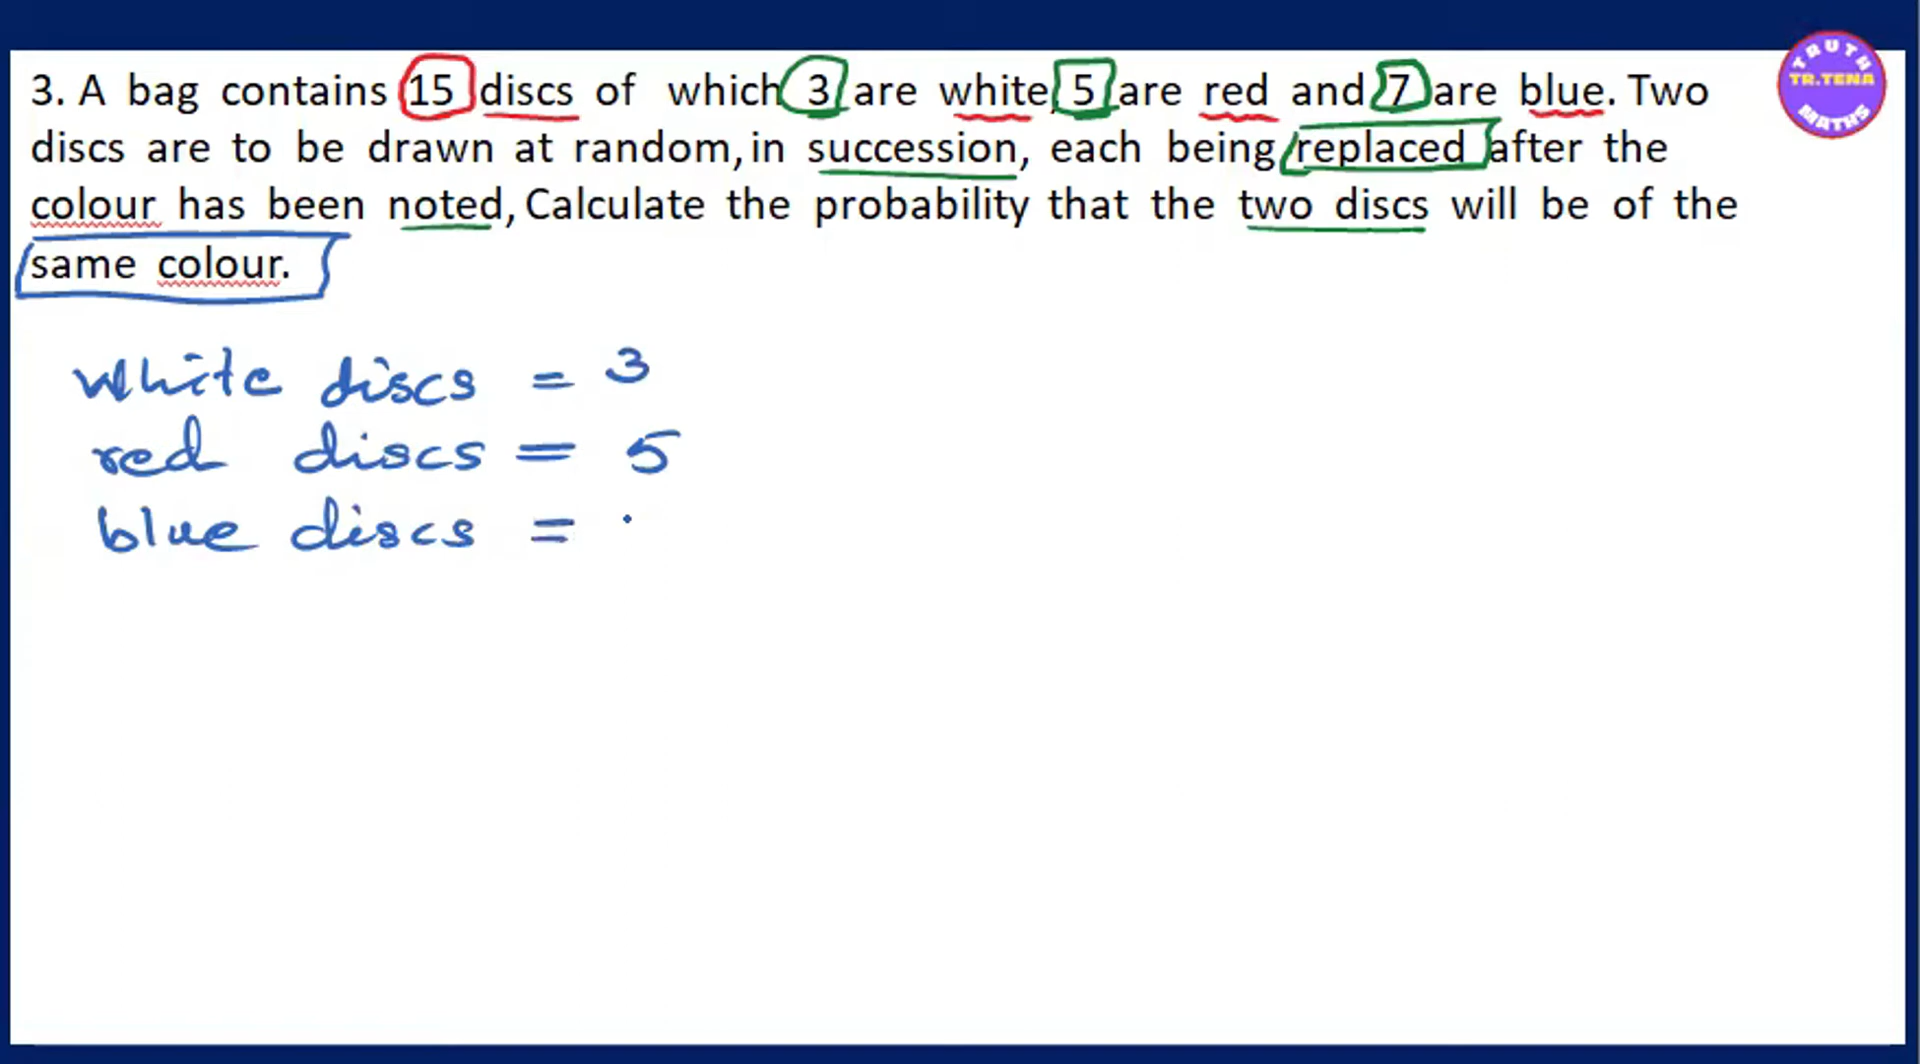 3. A bag contains 15 discs of which 3 are white, 5 are red and 7 are blue. Two
discs are to be drawn at random, in succession, each being replaced after the
colour has been noted, Calculate the probability that the two discs will be of the
same colour.
TRUTH
TR.TENA
MATHS
White discs = 3
red discs = 5
blue discs =